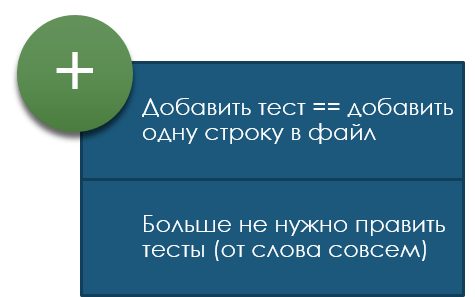 +
Добавить тест == добавить
одну строку в файл
Больше не нужно править
тесты (от слова совсем)